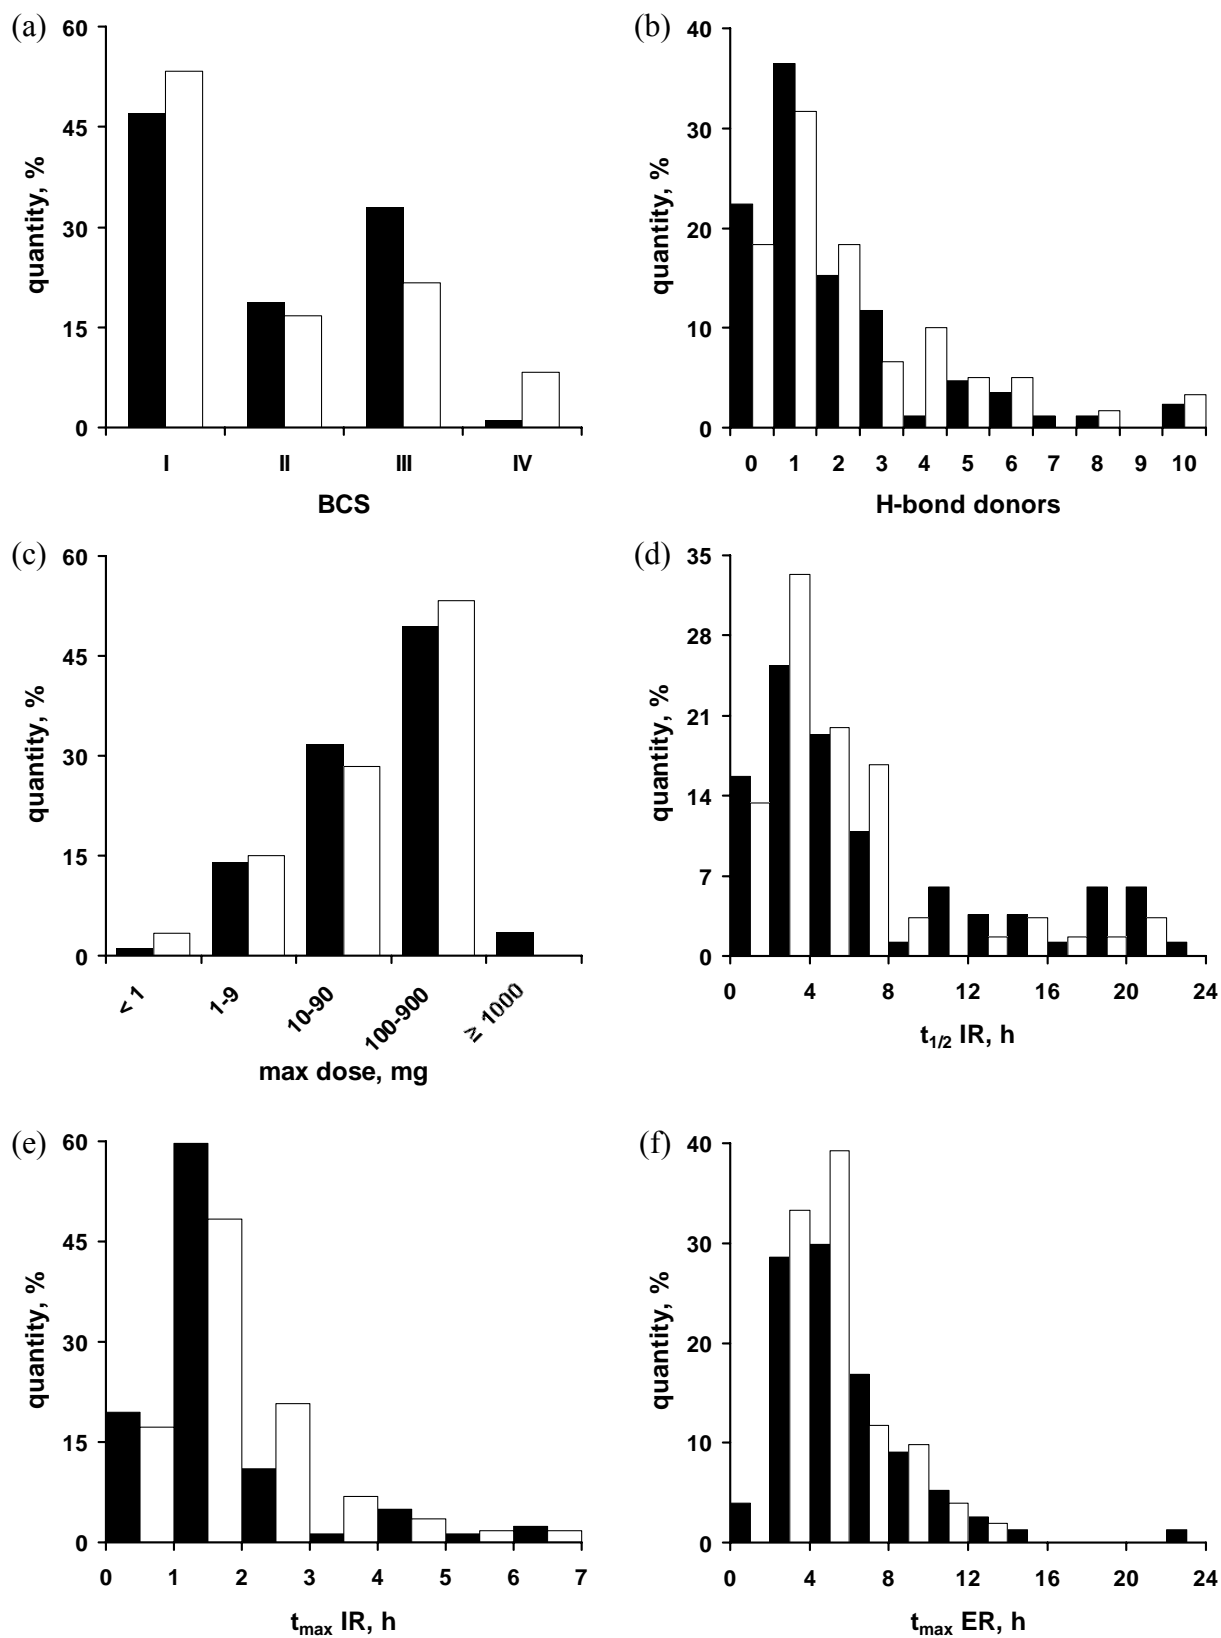 (a)
60
45
30
15
0
quantity, %
I II III IV
BCS
(b)
40
30
20
10
0
quantity, %
0 1 2 3 4 5 6 7 8 9 10
H-bond donors
(c)
60
45
30
15
0
quantity, %
< 1 1-9 10-90 100-900 ≥ 1000
max dose, mg
(d)
35
28
21
14
7
0
quantity, %
0 4 8 12 16 20 24
t1/2 IR, h
(e)
60
45
30
15
0
quantity, %
0 1 2 3 4 5 6 7
tmax IR, h
(f)
40
30
20
10
0
quantity, %
0 4 8 12 16 20 24
tmax ER, h